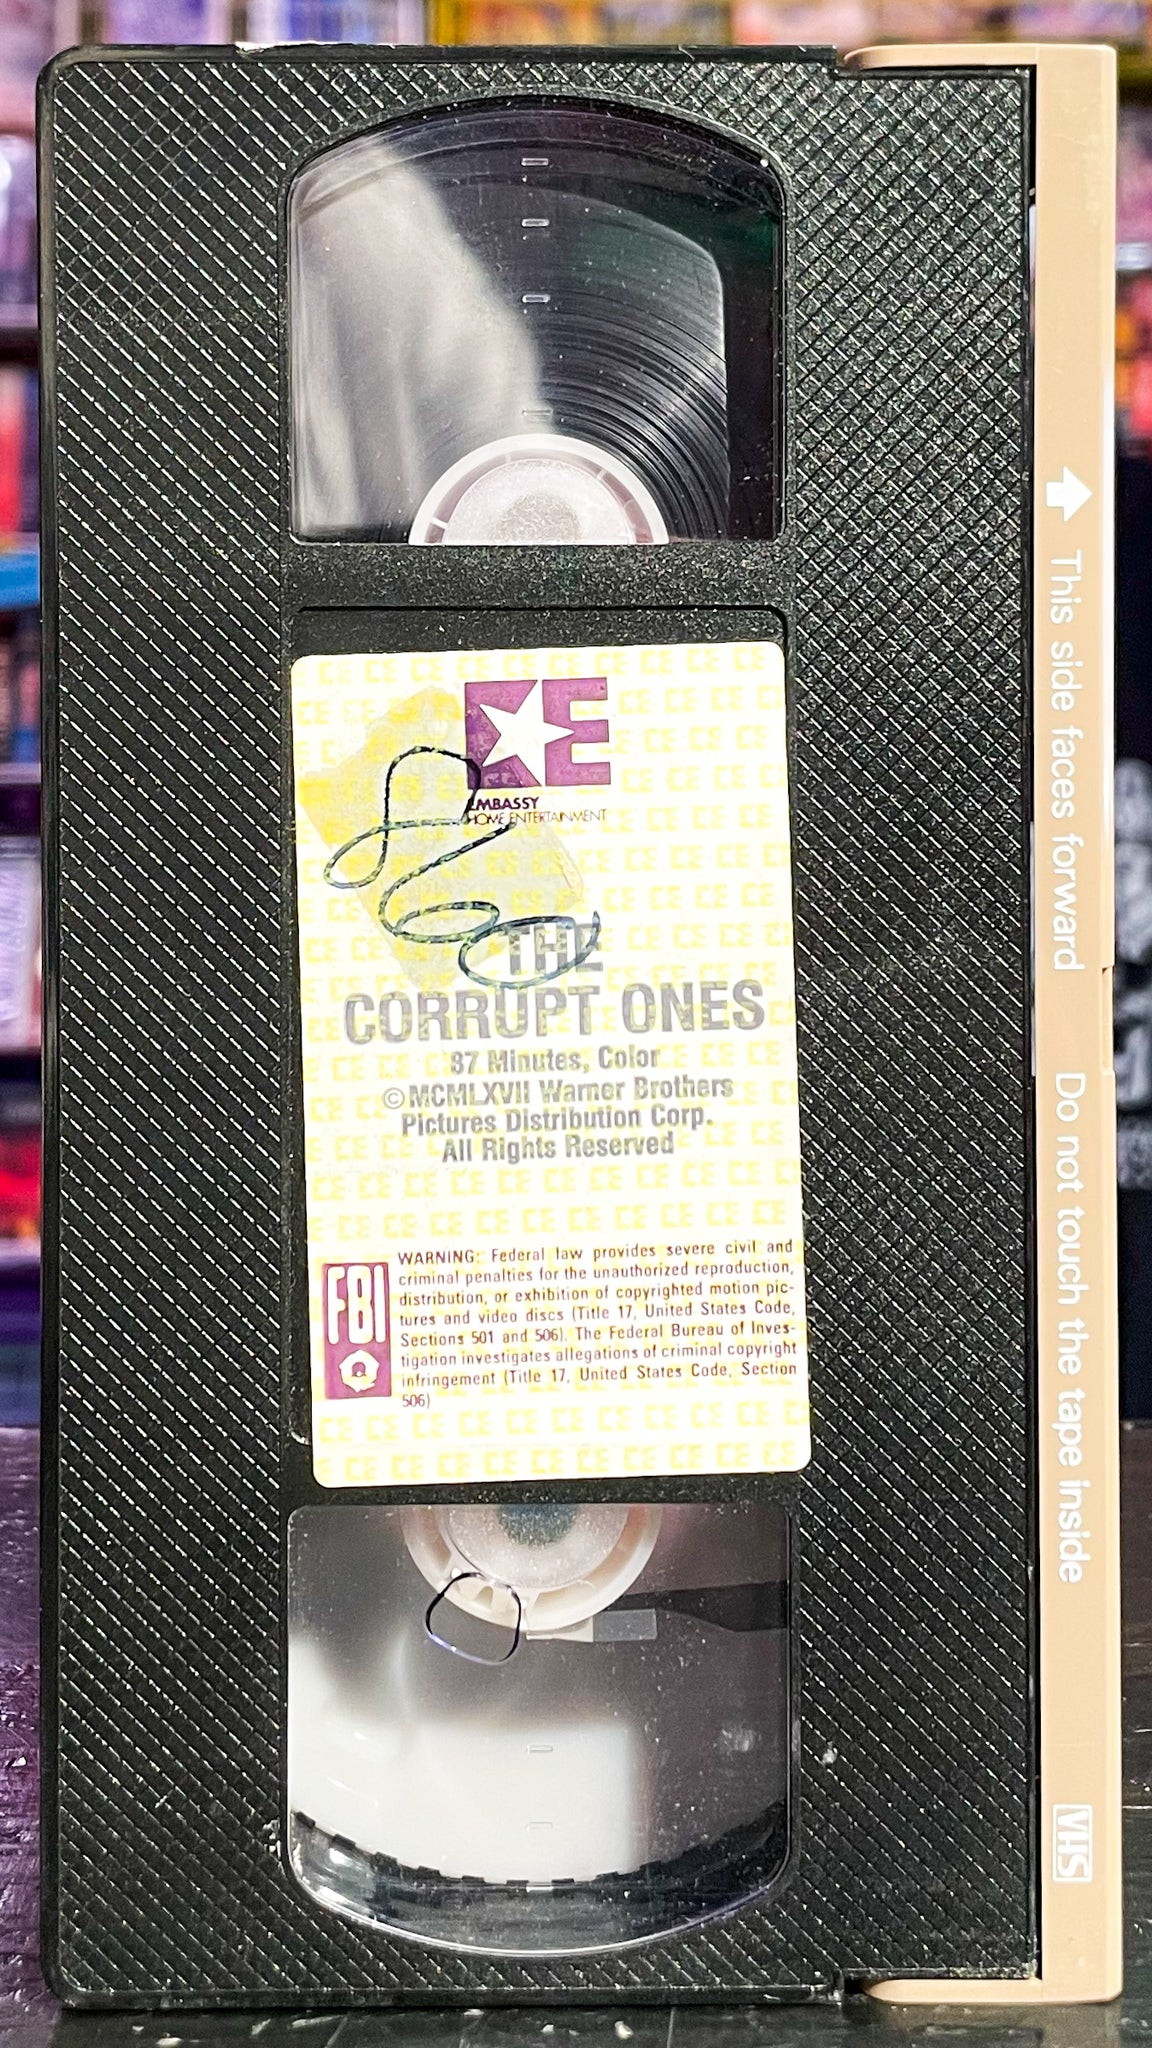 EMBASSY
HOME ENTERTAINMENT
THE
CORRUPT ONES
87 Minutes, Color
©MCMLXVII Warner Brothers
Pictures Distribution Corp.
All Rights Reserved
FBI
WARNING: Federal law provides severe civil and
criminal penalties for the unauthorized reproduction,
distribution, or exhibition of copyrighted motion pic-
tures and video discs (Title 17, United States Code,
Sections 501 and 506). The Federal Bureau of Inves-
tigation investigates allegations of criminal copyright
infringement (Title 17, United States Code, Section
506)
This side faces forward Do not touch the tape inside
VHS